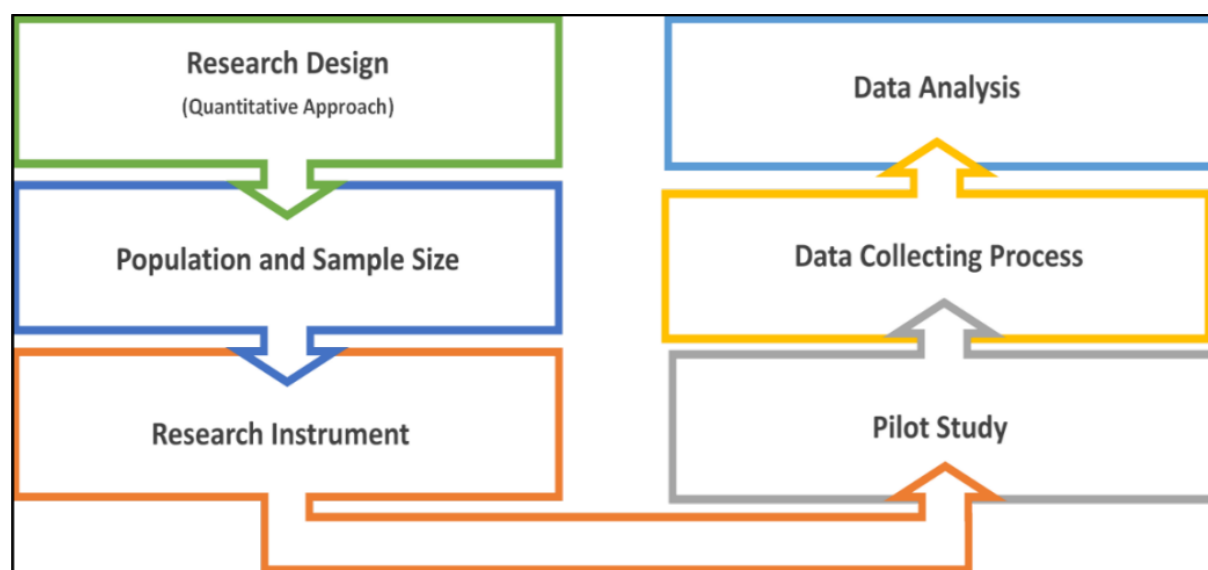 Research Design
(Quantitative Approach)
Population and Sample Size
Research Instrument
Pilot Study
Data Collecting Process
Data Analysis